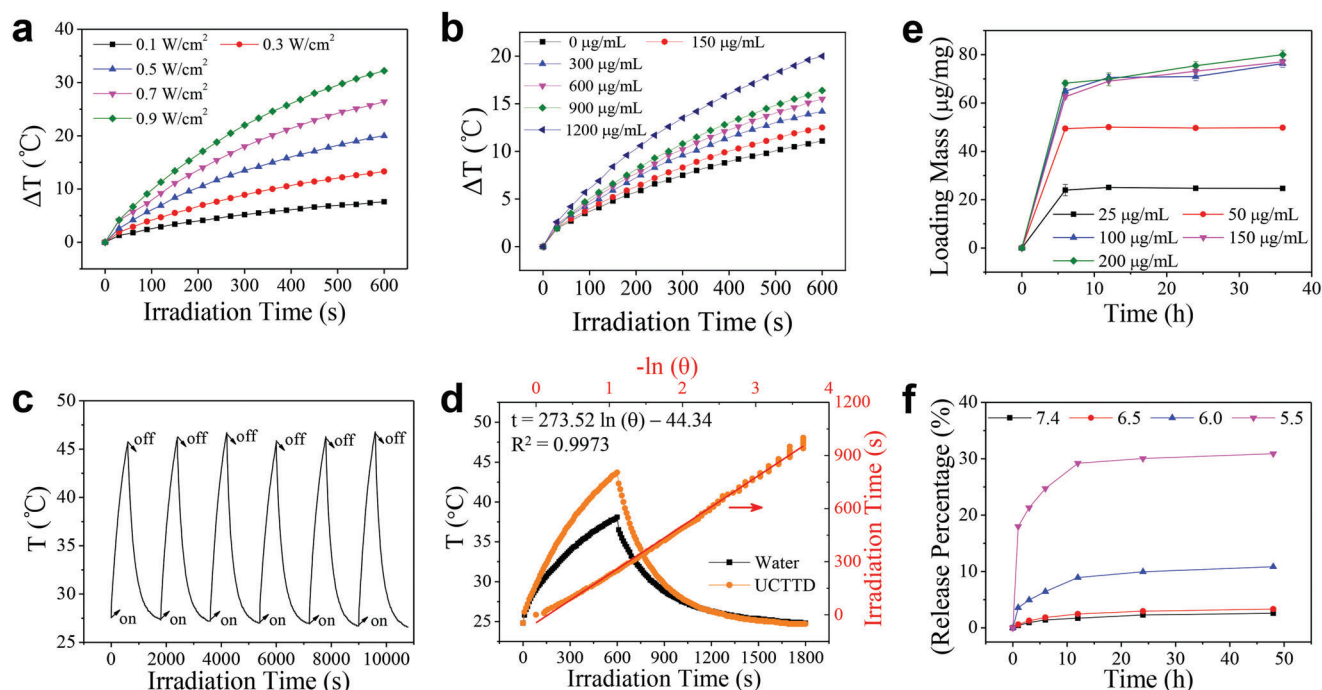 a
0.1 W/cm²
0.3 W/cm²
0.5 W/cm²
0.7 W/cm²
0.9 W/cm²
40
30
20
10
0
ΔT (℃)
0 100 200 300 400 500 600
Irradiation Time (s)
b
0 μg/mL
150 μg/mL
300 μg/mL
600 μg/mL
900 μg/mL
1200 μg/mL
20
15
10
5
0
ΔT (℃)
0 100 200 300 400 500 600
Irradiation Time (s)
e
100
80
60
40
20
0
Loading Mass (μg/mg)
25 μg/mL
50 μg/mL
100 μg/mL
150 μg/mL
200 μg/mL
0 10 20 30 40
Time (h)
c
50
45
40
35
30
25
T (℃)
off off off off off off
on on on on on on
0 2000 4000 6000 8000 10000
Irradiation Time (s)
d
-ln (θ)
0 1 2 3 4
t = 273.52 ln (θ) – 44.34
R² = 0.9973
50
45
40
35
30
25
T (°C)
1200
900
600
300
0
Irradiation Time (s)
Water
UCTTD
0 300 600 900 1200 1500 1800
Irradiation Time (s)
f
7.4
6.5
6.0
5.5
40
30
20
10
0
(Release Percentage (%)
0 10 20 30 40 50
Time (h)